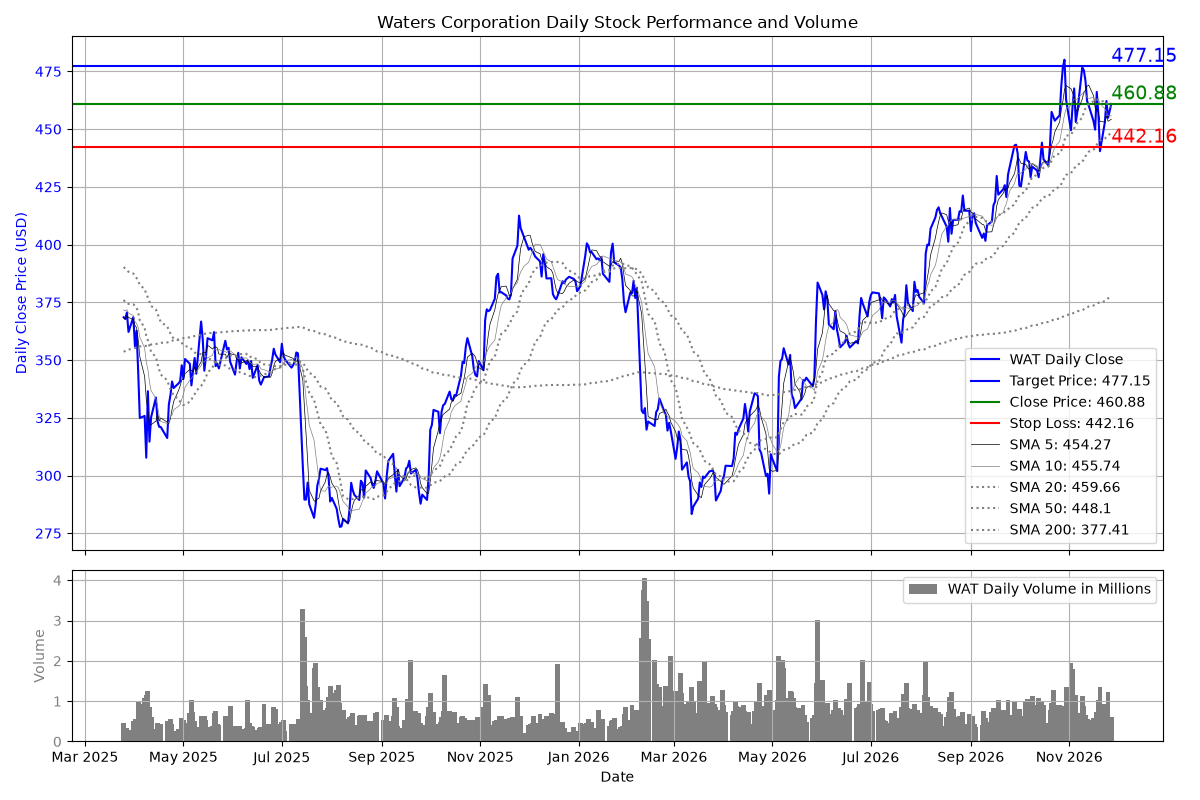 Waters Corporation Daily Stock Performance and Volume
477.15
460.88
442.16
475
450
425
400
375
350
325
300
275
Daily Close Price (USD)
WAT Daily Close
Target Price: 477.15
Close Price: 460.88
Stop Loss: 442.16
SMA 5: 454.27
SMA 10: 455.74
SMA 20: 459.66
SMA 50: 448.1
SMA 200: 377.41
4
3
2
1
0
Volume
WAT Daily Volume in Millions
Mar 2025 May 2025 Jul 2025 Sep 2025 Nov 2025 Jan 2026 Mar 2026 May 2026 Jul 2026 Sep 2026 Nov 2026
Date